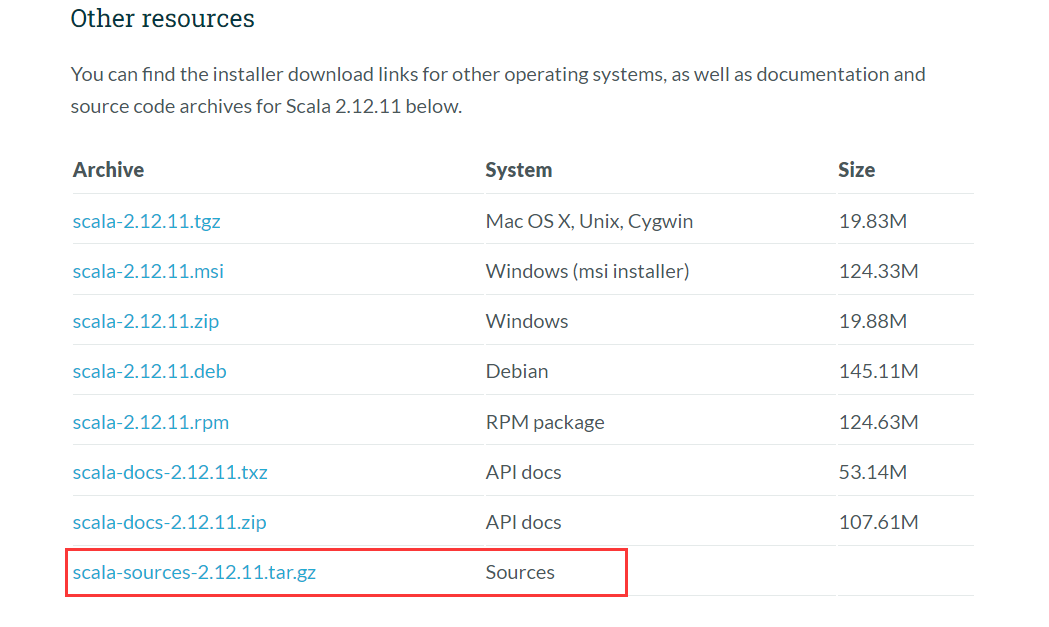 Other resources
You can find the installer download links for other operating systems, as well as documentation and
source code archives for Scala 2.12.11 below.
Archive System Size
scala-2.12.11.tgz Mac OS X, Unix, Cygwin 19.83M
scala-2.12.11.msi Windows (msi installer) 124.33M
scala-2.12.11.zip Windows 19.88M
scala-2.12.11.deb Debian 145.11M
scala-2.12.11.rpm RPM package 124.63M
scala-docs-2.12.11.txz API docs 53.14M
scala-docs-2.12.11.zip API docs 107.61M
scala-sources-2.12.11.tar.gz Sources